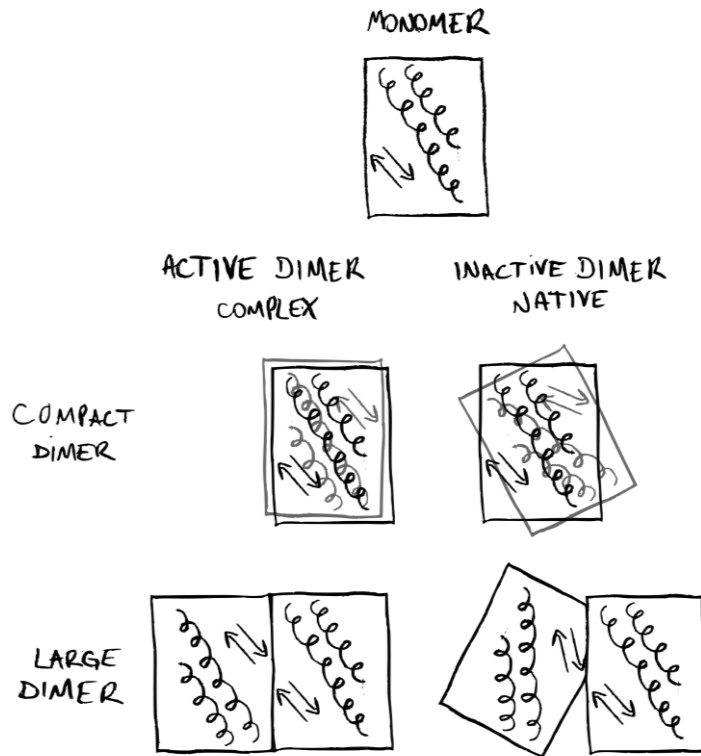 MONOMER
ACTIVE DIMER
COMPLEX
INACTIVE DIMER
NATIVE
COMPACT
DIMER
LARGE
DIMER